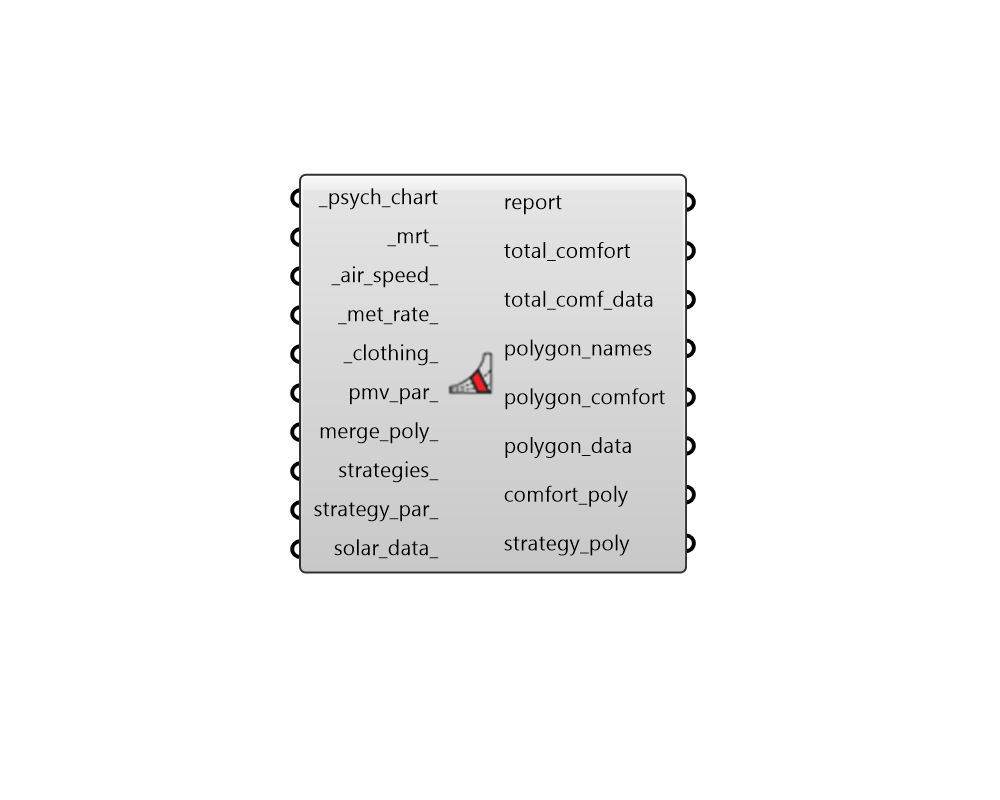 _psych_chart
_mrt_
_air_speed_
_met_rate_
_clothing_
pmv_par_
merge_poly_
strategies_
strategy_par_
solar_data_
report
total_comfort
total_comf_data
polygon_names
polygon_comfort
polygon_data
comfort_poly
strategy_poly